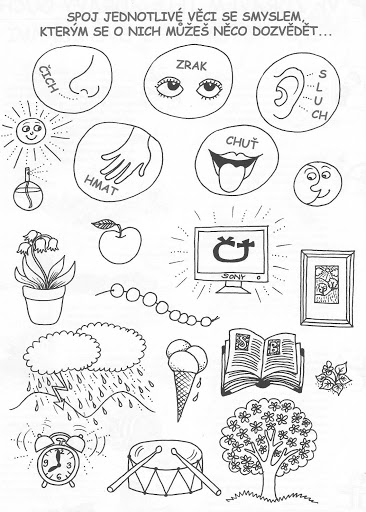 SPOJ JEDNOTLIVÉ VĚCI SE SMYSLEM,
KTERÝM SE O NICH MŮŽEŠ NĚCO DOZVĚDĚT...
ČICH
ZRAK
SLUCH
HMAT
CHUŤ
ČT
SONY